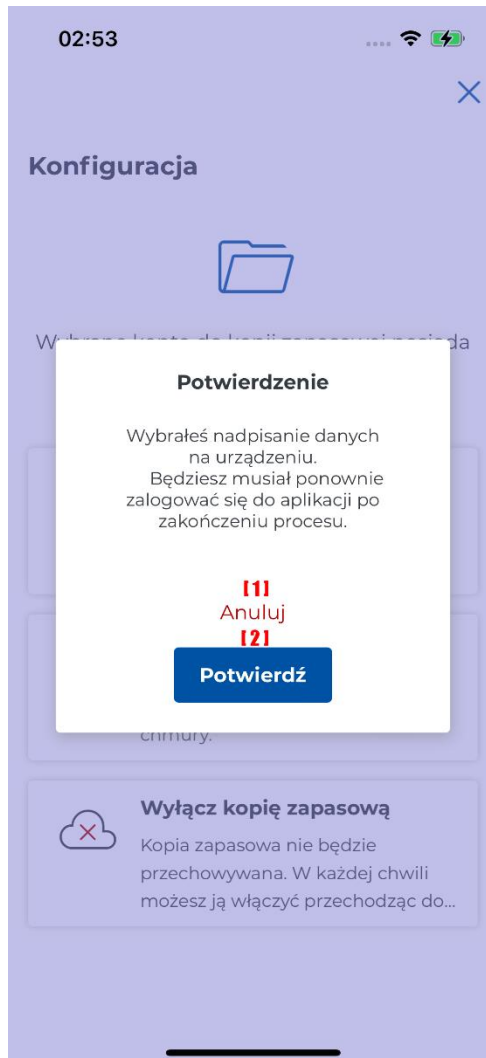 02:53
Konfiguracja
Potwierdzenie
Wybrałeś nadpisanie danych
na urządzeniu.
Będziesz musiał ponownie
zalogować się do aplikacji po
zakończeniu procesu.
[1]
Anuluj
[2]
Potwierdź
chmury.
Wyłącz kopię zapasową
Kopia zapasowa nie będzie
przechowywana. W każdej chwili
możesz ją włączyć przechodząc do...